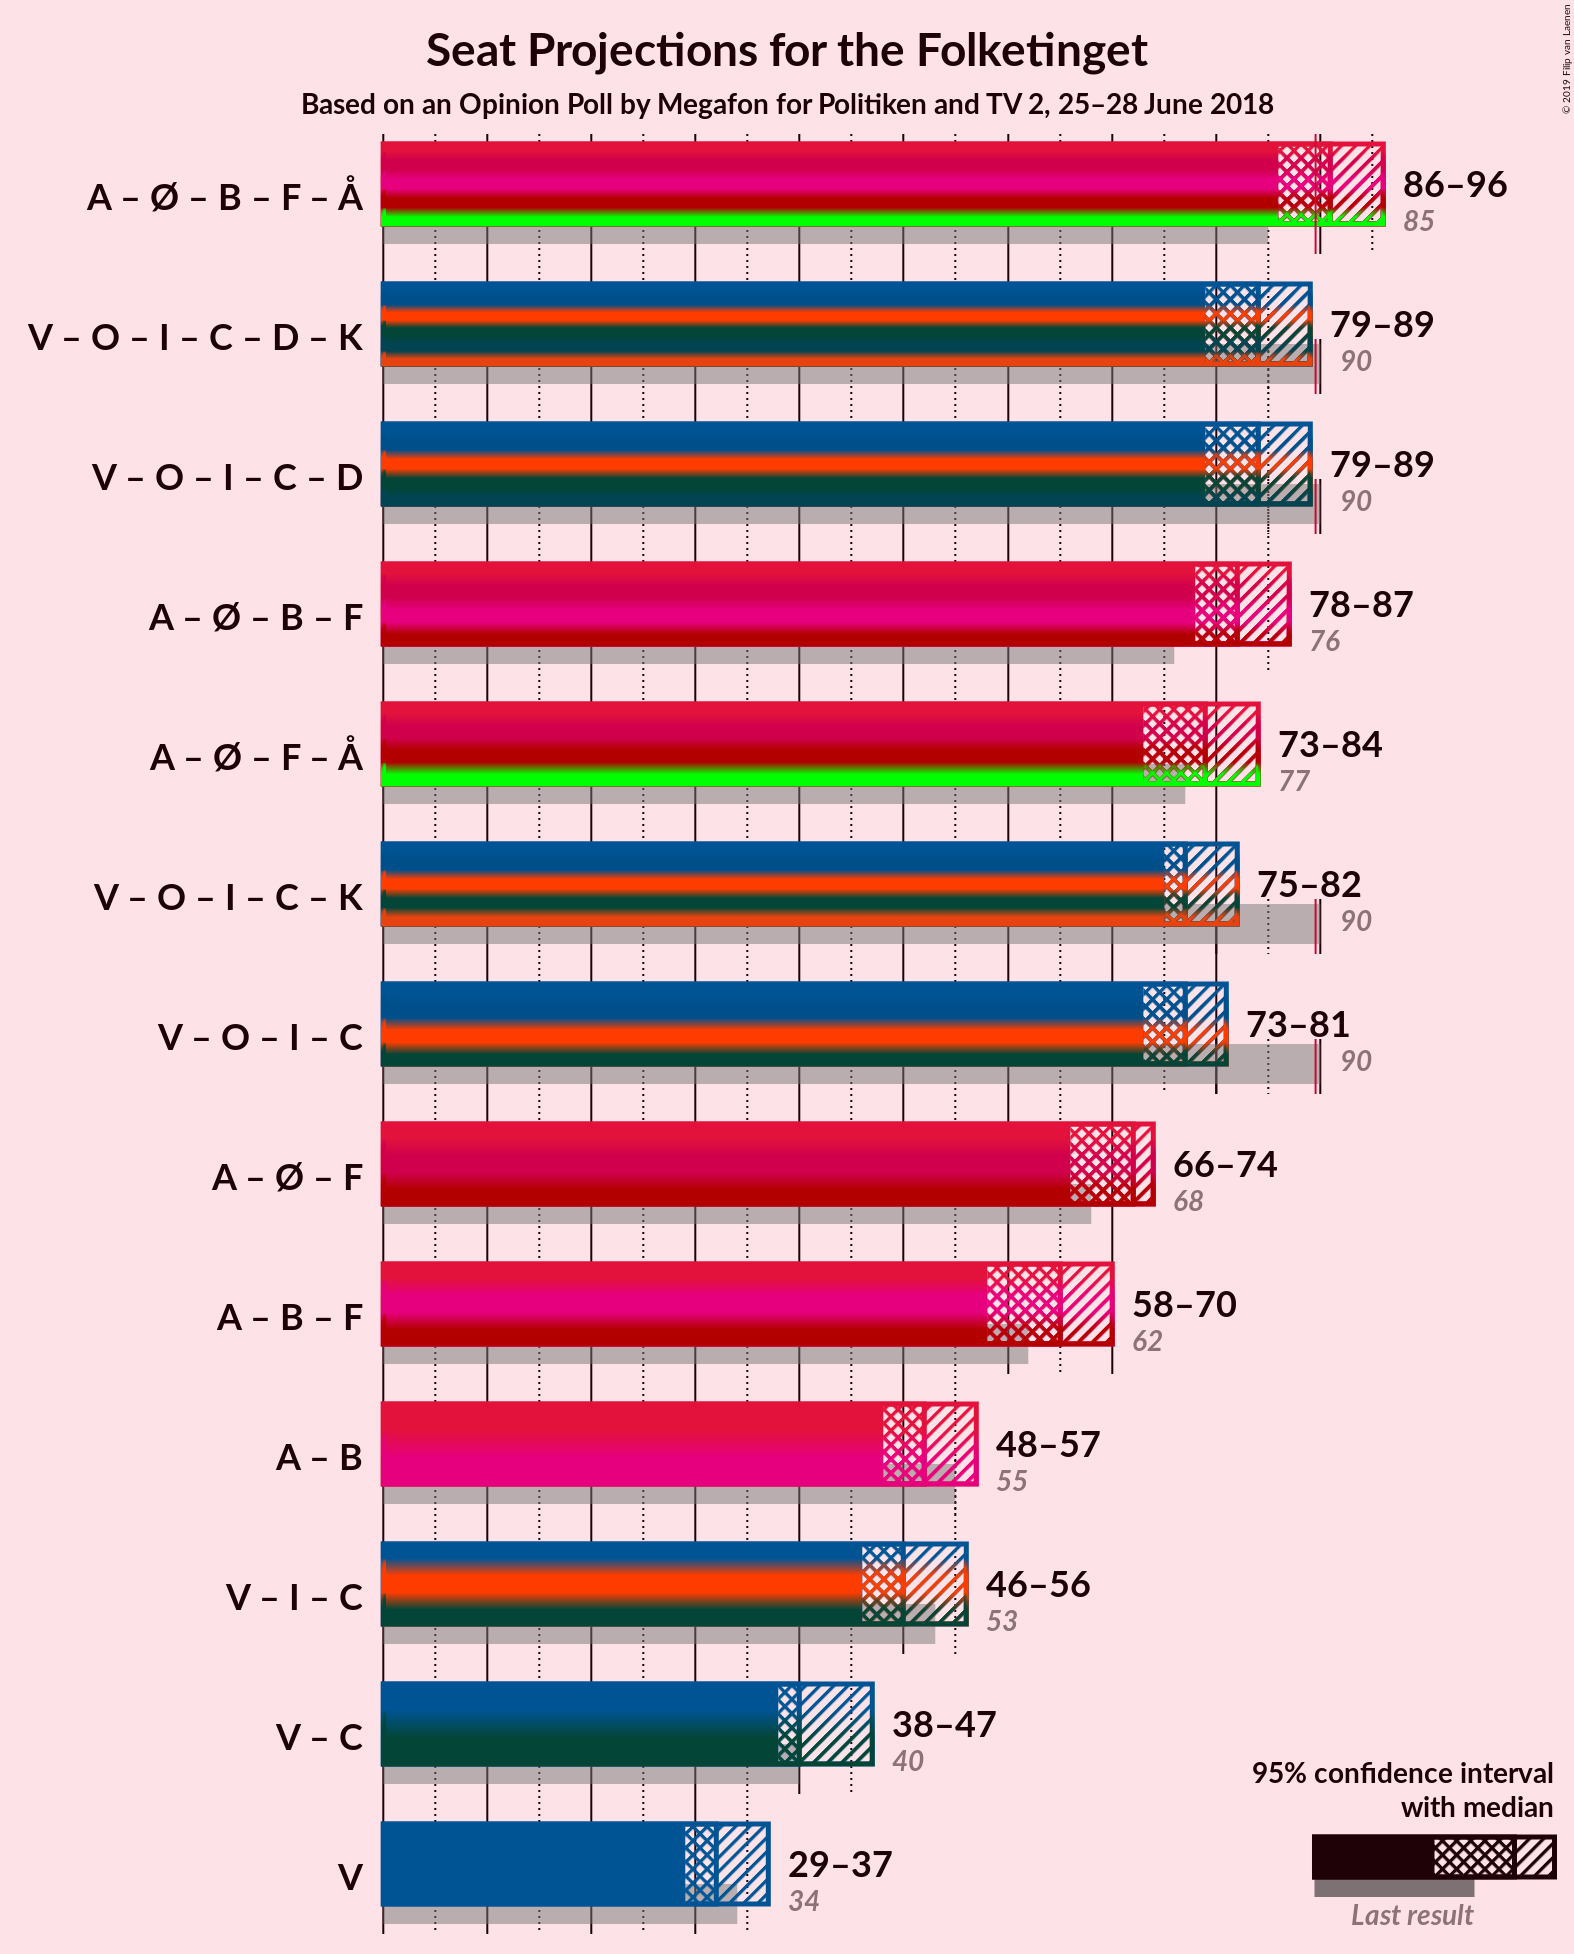 Seat Projections for the Folketinget
Based on an Opinion Poll by Megafon for Politiken and TV 2, 25–28 June 2018
© 2019 Filip van Laenen
A – Ø – B – F – Å
86–96
85
V – O – I – C – D – K
79–89
90
V – O – I – C – D
79–89
90
A – Ø – B – F
78–87
76
A – Ø – F – Å
73–84
77
V – O – I – C – K
75–82
90
V – O – I – C
73–81
90
A – Ø – F
66–74
68
A – B – F
58–70
62
A – B
48–57
55
V – I – C
46–56
53
V – C
38–47
40
V
29–37
34
95% confidence interval
with median
Last result